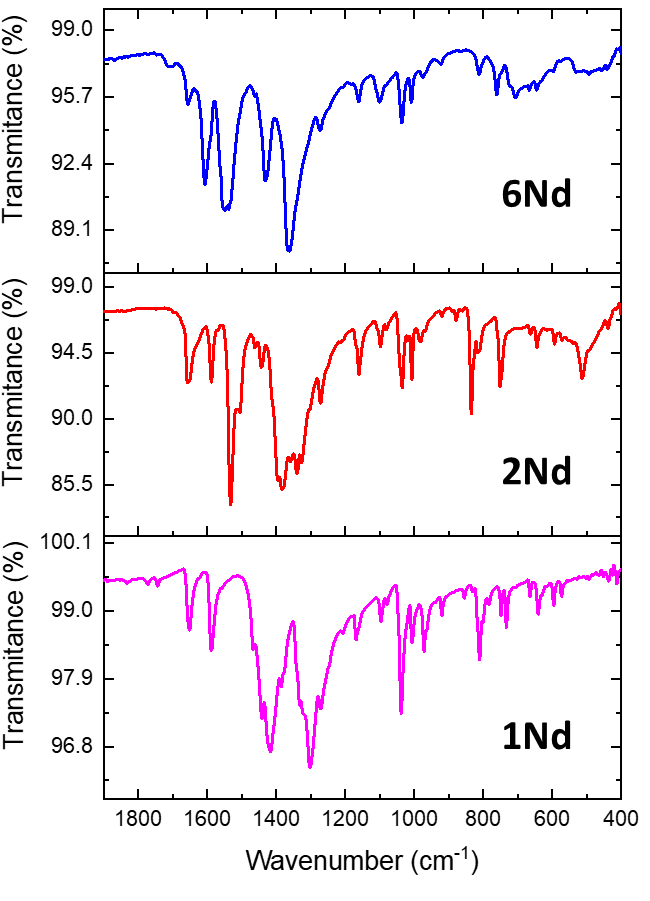 Transmitance (%)
99.0
95.7
92.4
89.1
6Nd
Transmitance (%)
99.0
94.5
90.0
85.5
2Nd
Transmitance (%)
100.1
99.0
97.9
96.8
1Nd
1800 1600 1400 1200 1000 800 600 400
Wavenumber (cm⁻¹)